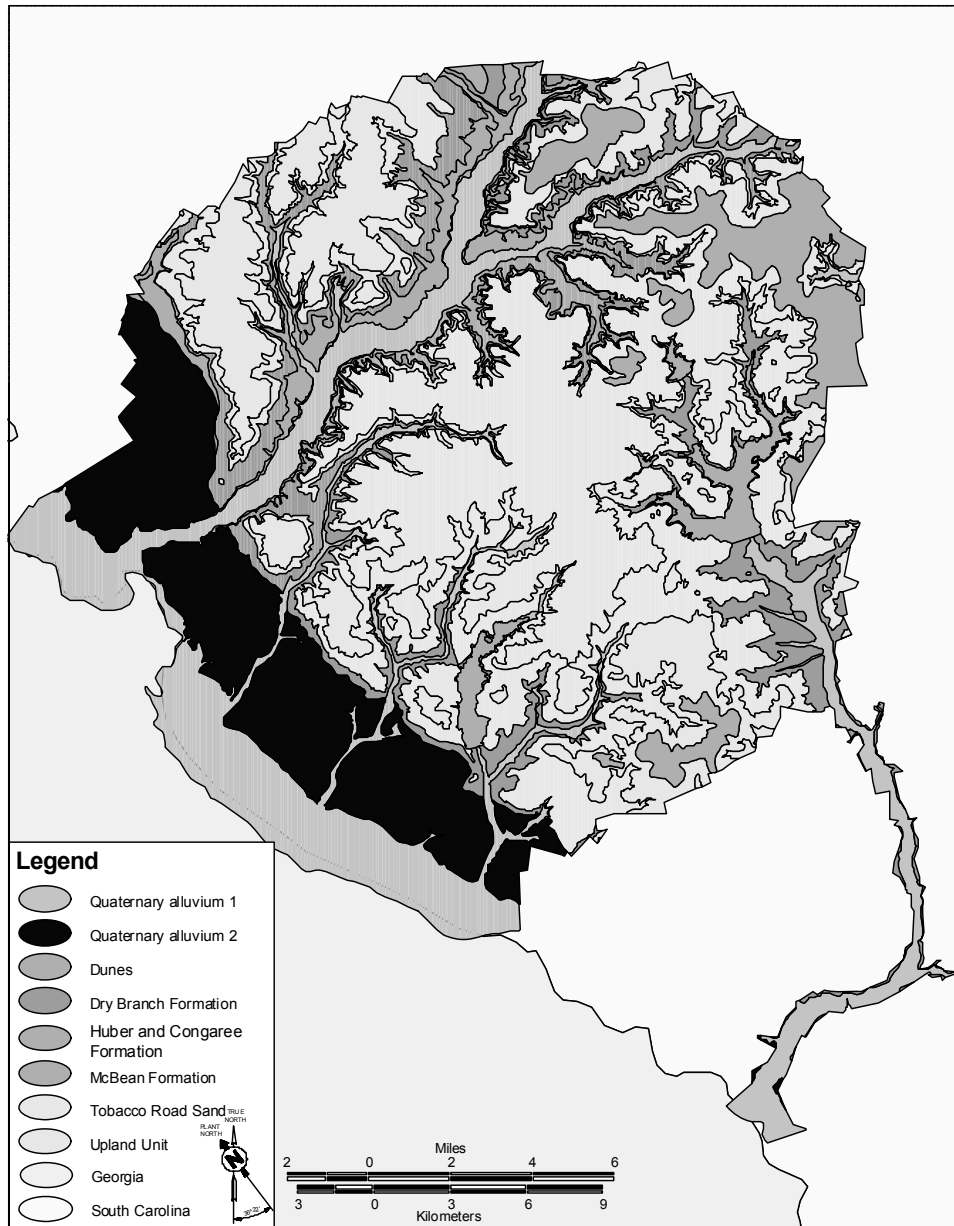 Legend
Quaternary alluvium 1
Quaternary alluvium 2
Dunes
Dry Branch Formation
Huber and Congaree
Formation
McBean Formation
Tobacco Road Sand
Upland Unit
Georgia
South Carolina
TRUE
NORTH
PLANT
NORTH
N
Miles
2 0 2 4 6
3 0 3 6 9
Kilometers